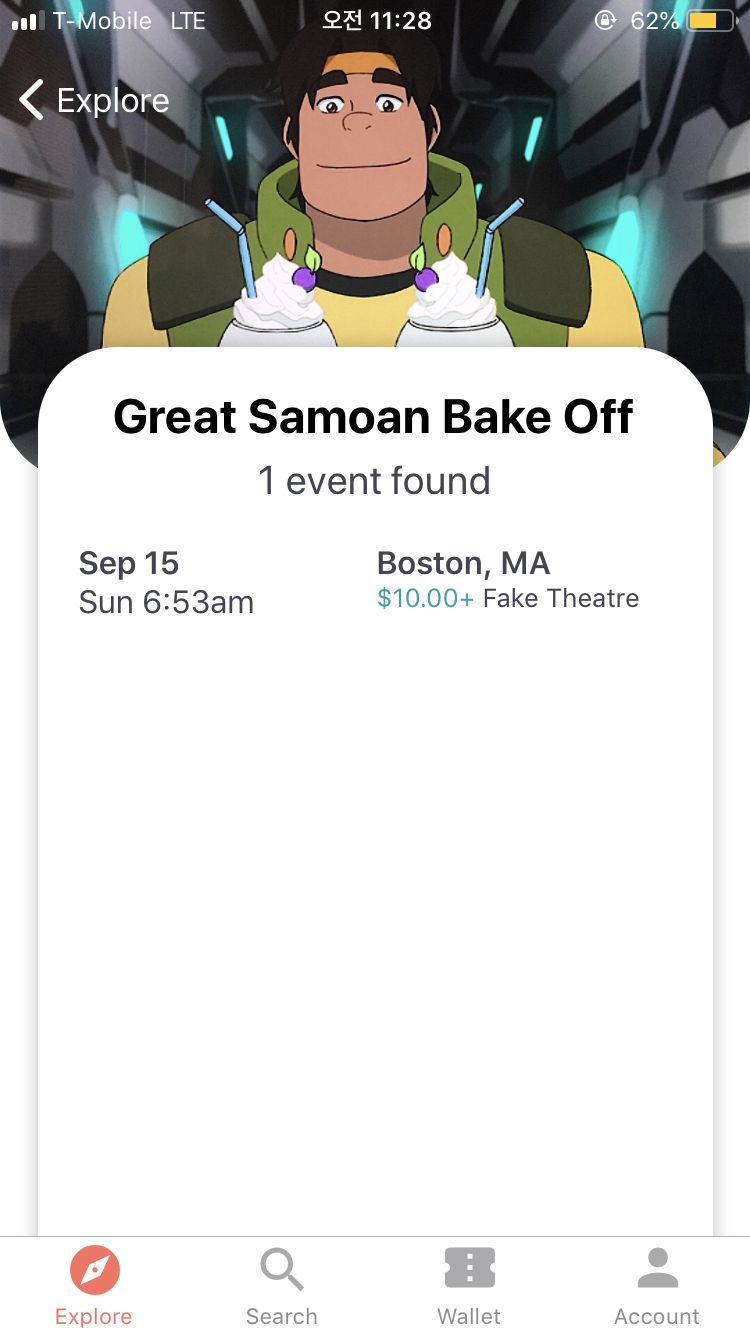 T-Mobile LTE 오전 11:28 62%
Explore
Great Samoan Bake Off
1 event found
Sep 15 Boston, MA
Sun 6:53am $10.00+ Fake Theatre
Explore Search Wallet Account